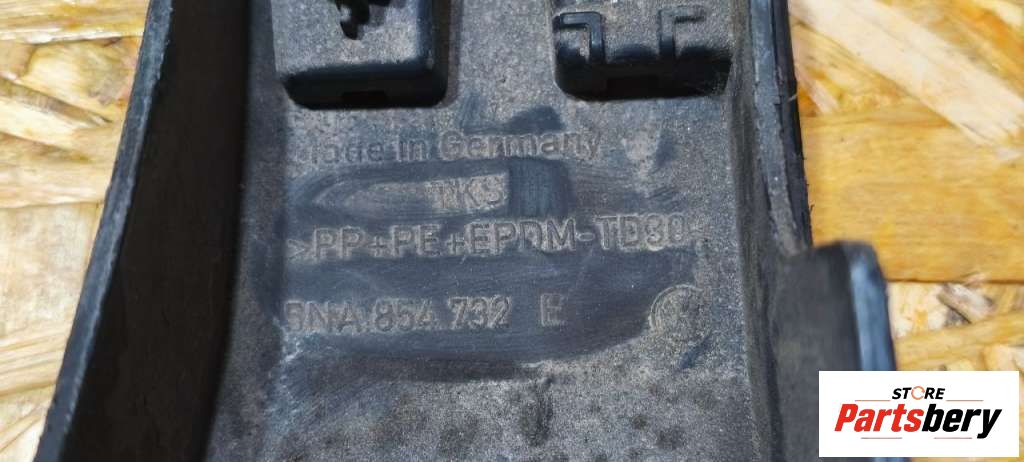 Made in Germany
TKS
>PP+PE+EPDM-TD30<
5NA.854.732 E
STORE
Partsbery